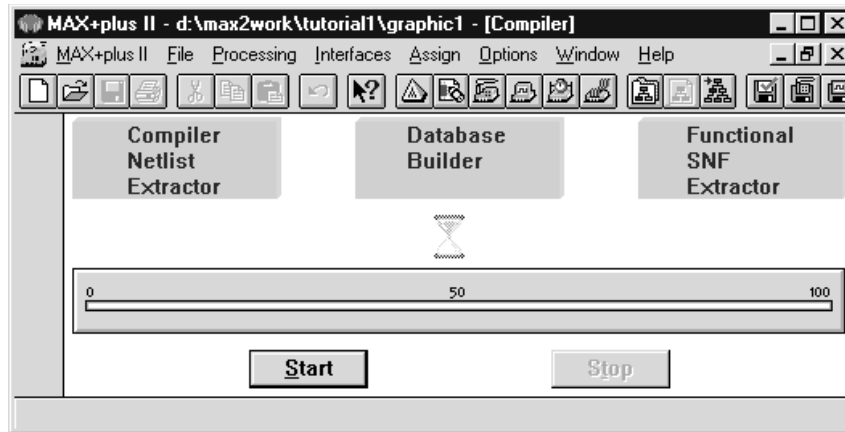 MAX+plus II - d:\max2work\tutorial1\graphic1 - [Compiler]
MAX+plus II File Processing Interfaces Assign Options Window Help
Compiler
Netlist
Extractor
Database
Builder
Functional
SNF
Extractor
0 50 100
Start Stop